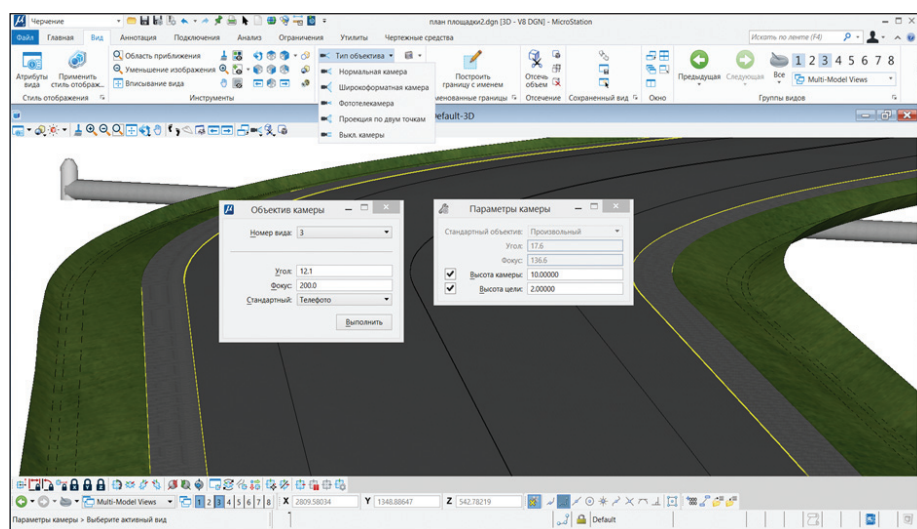 Черчение
план площадки2.dgn [3D - V8 DGN] - MicroStation
Файл Главная Вид Аннотация Подключения Анализ Ограничения Утилиты Чертежные средства
Искать по ленте (F4)
Атрибуты вида
Применить стиль отображ...
Область приближения
Уменьшение изображения
Вписывание вида
Тип объектива
Нормальная камера
Широкоформатная камера
Фототелекамера
Проекция по двум точкам
Выкл. камеры
Построить границу с именем
Отсечь объем
Предыдущая Следующая Все
1 2 3 4 5 6 7 8
Multi-Model Views
Стиль отображения Инструменты менованные границы Отсечение Сохраненный вид Окно Группы видов
Default-3D
Объектив камеры
Номер вида: 3
Угол: 12.1
Фокус: 200.0
Стандартный: Телефото
Выполнить
Параметры камеры
Стандартный объектив: Произвольный
Угол: 17.6
Фокус: 136.6
Высота камеры: 10.00000
Высота цели: 2.00000
Multi-Model Views 1 2 3 4 5 6 7 8 X 2809.58034 Y 1348.88647 Z 542.78219
Параметры камеры > Выберите активный вид
Default